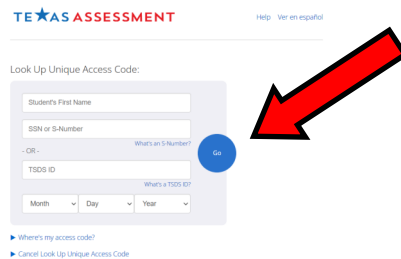 TEXAS ASSESSMENT
Help Ver en español
Look Up Unique Access Code:
Student's First Name
SSN or S-Number
What's an S-Number?
- OR -
Go
TSDS ID
What's a TSDS ID?
Month Day Year
Where's my access code?
Cancel Look Up Unique Access Code